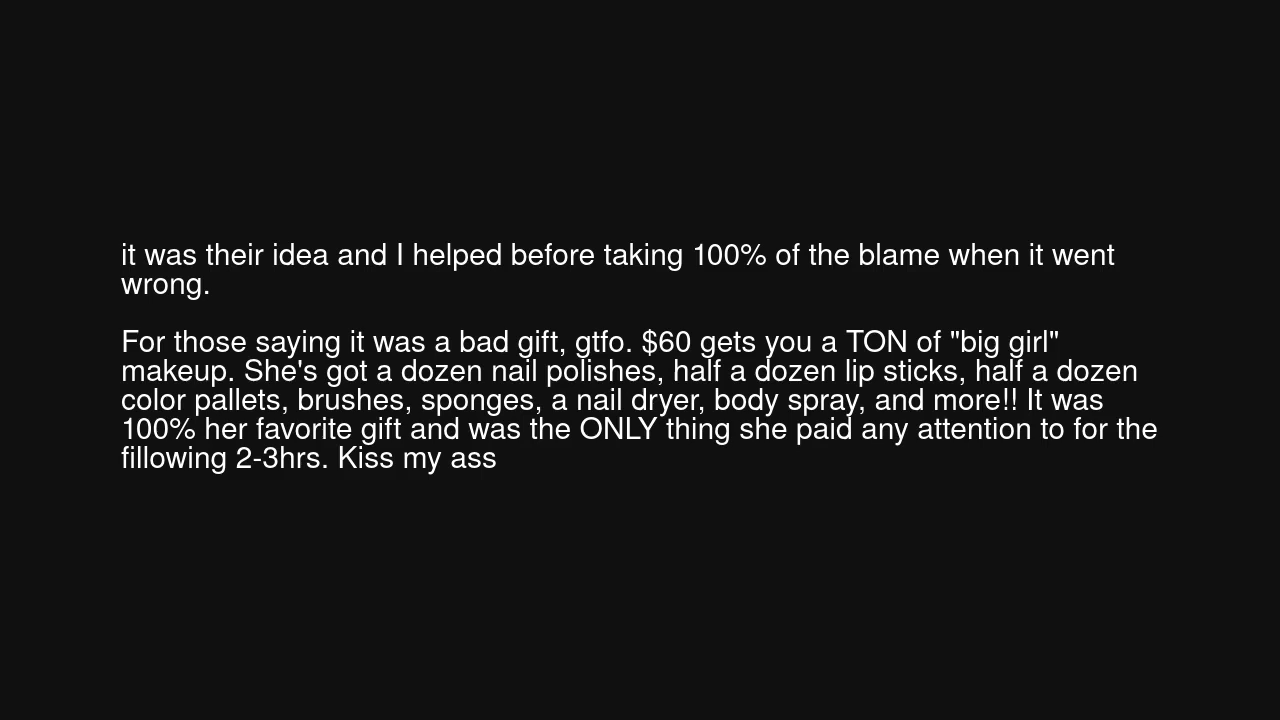 it was their idea and I helped before taking 100% of the blame when it went
wrong.
For those saying it was a bad gift, gtfo. $60 gets you a TON of "big girl"
makeup. She's got a dozen nail polishes, half a dozen lip sticks, half a dozen
color pallets, brushes, sponges, a nail dryer, body spray, and more!! It was
100% her favorite gift and was the ONLY thing she paid any attention to for the
fillowing 2-3hrs. Kiss my ass